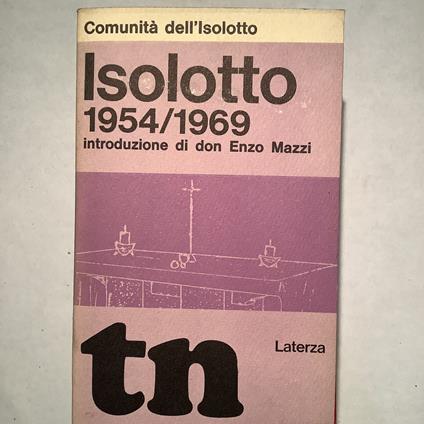 Comunità dell'Isolotto
Isolotto
1954/1969
introduzione di don Enzo Mazzi
Laterza
tn